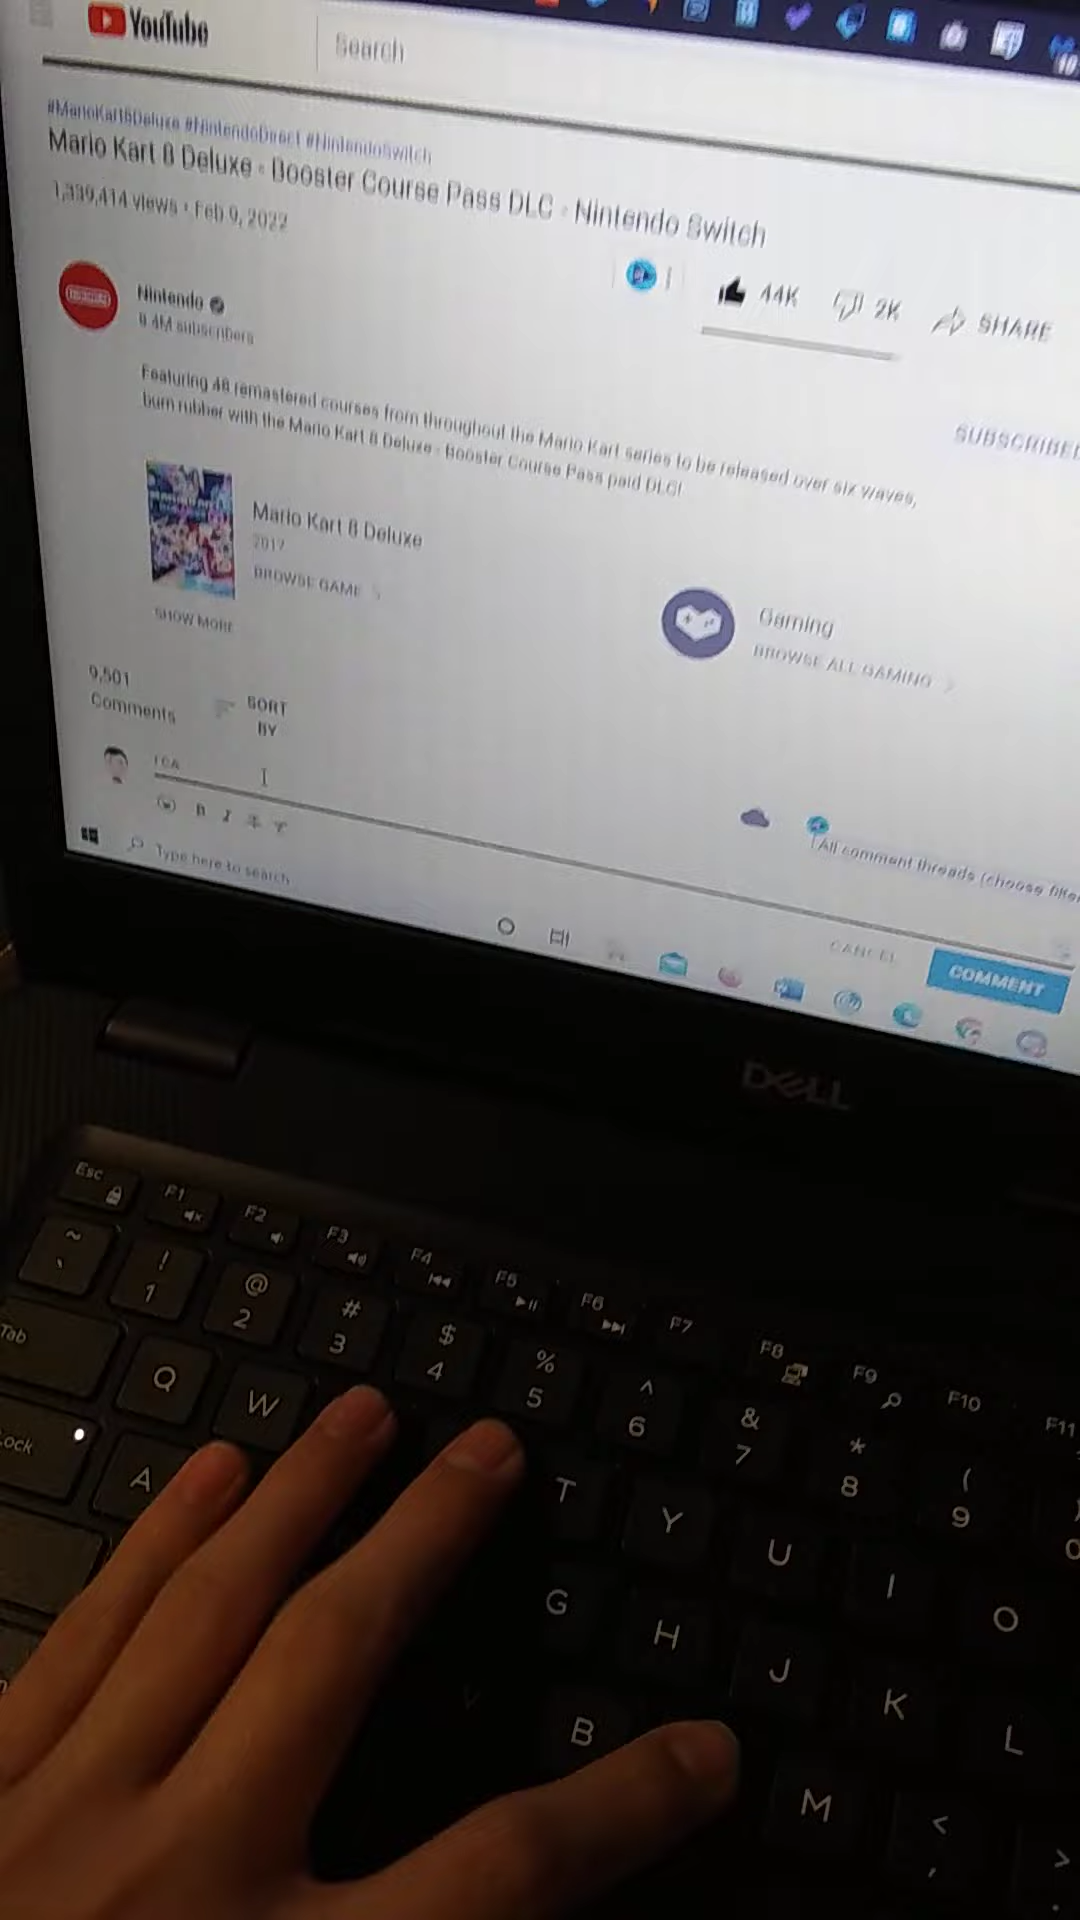 YouTube
Search
#MarioKart8Deluxe #NintendoDirect #NintendoSwitch
Mario Kart 8 Deluxe - Booster Course Pass DLC - Nintendo Switch
1,339,414 views • Feb 9, 2022
44K
2K
SHARE
Nintendo
9.4M subscribers
SUBSCRIBED
Featuring 48 remastered courses from throughout the Mario Kart series to be released over six waves,
burn rubber with the Mario Kart 8 Deluxe - Booster Course Pass paid DLC!
Mario Kart 8 Deluxe
2017
BROWSE GAME
Gaming
BROWSE ALL GAMING
SHOW MORE
9,501
Comments
SORT
BY
I CA
B I
All comment threads (choose filter
Type here to search
CANCEL
COMMENT
DELL
Esc F1 F2 F3 F4 F5 F6 F7 F8 F9 F10 F11
~ ! @ # $ % ^ & * (
` 1 2 3 4 5 6 7 8 9 0
Tab Q W T Y U I O
Lock A G H J K L
V B M < >
,  .